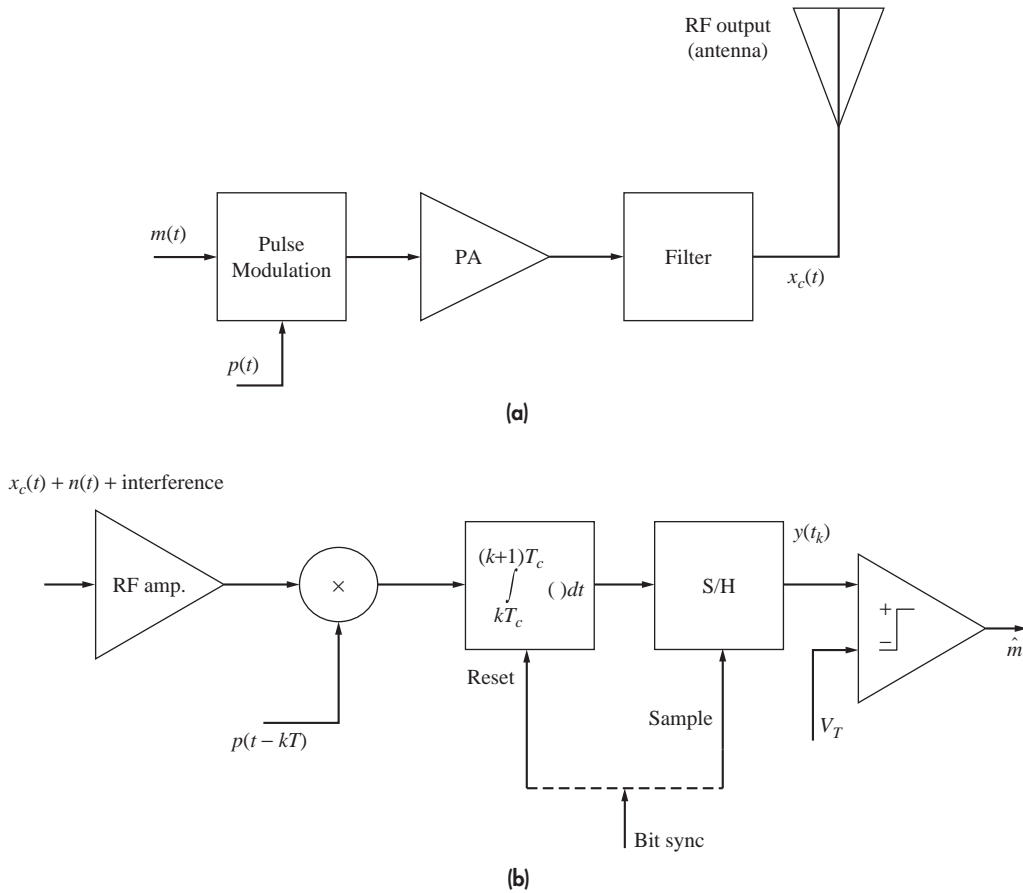 RF output
(antenna)
m(t)
Pulse
Modulation
PA
Filter
x_c(t)
p(t)
(a)
x_c(t) + n(t) + interference
RF amp.
×
(k+1)T_c
∫ ( )dt
kT_c
S/H
y(t_k)
+
−
m̂
Reset
Sample
p(t − kT)
V_T
Bit sync
(b)